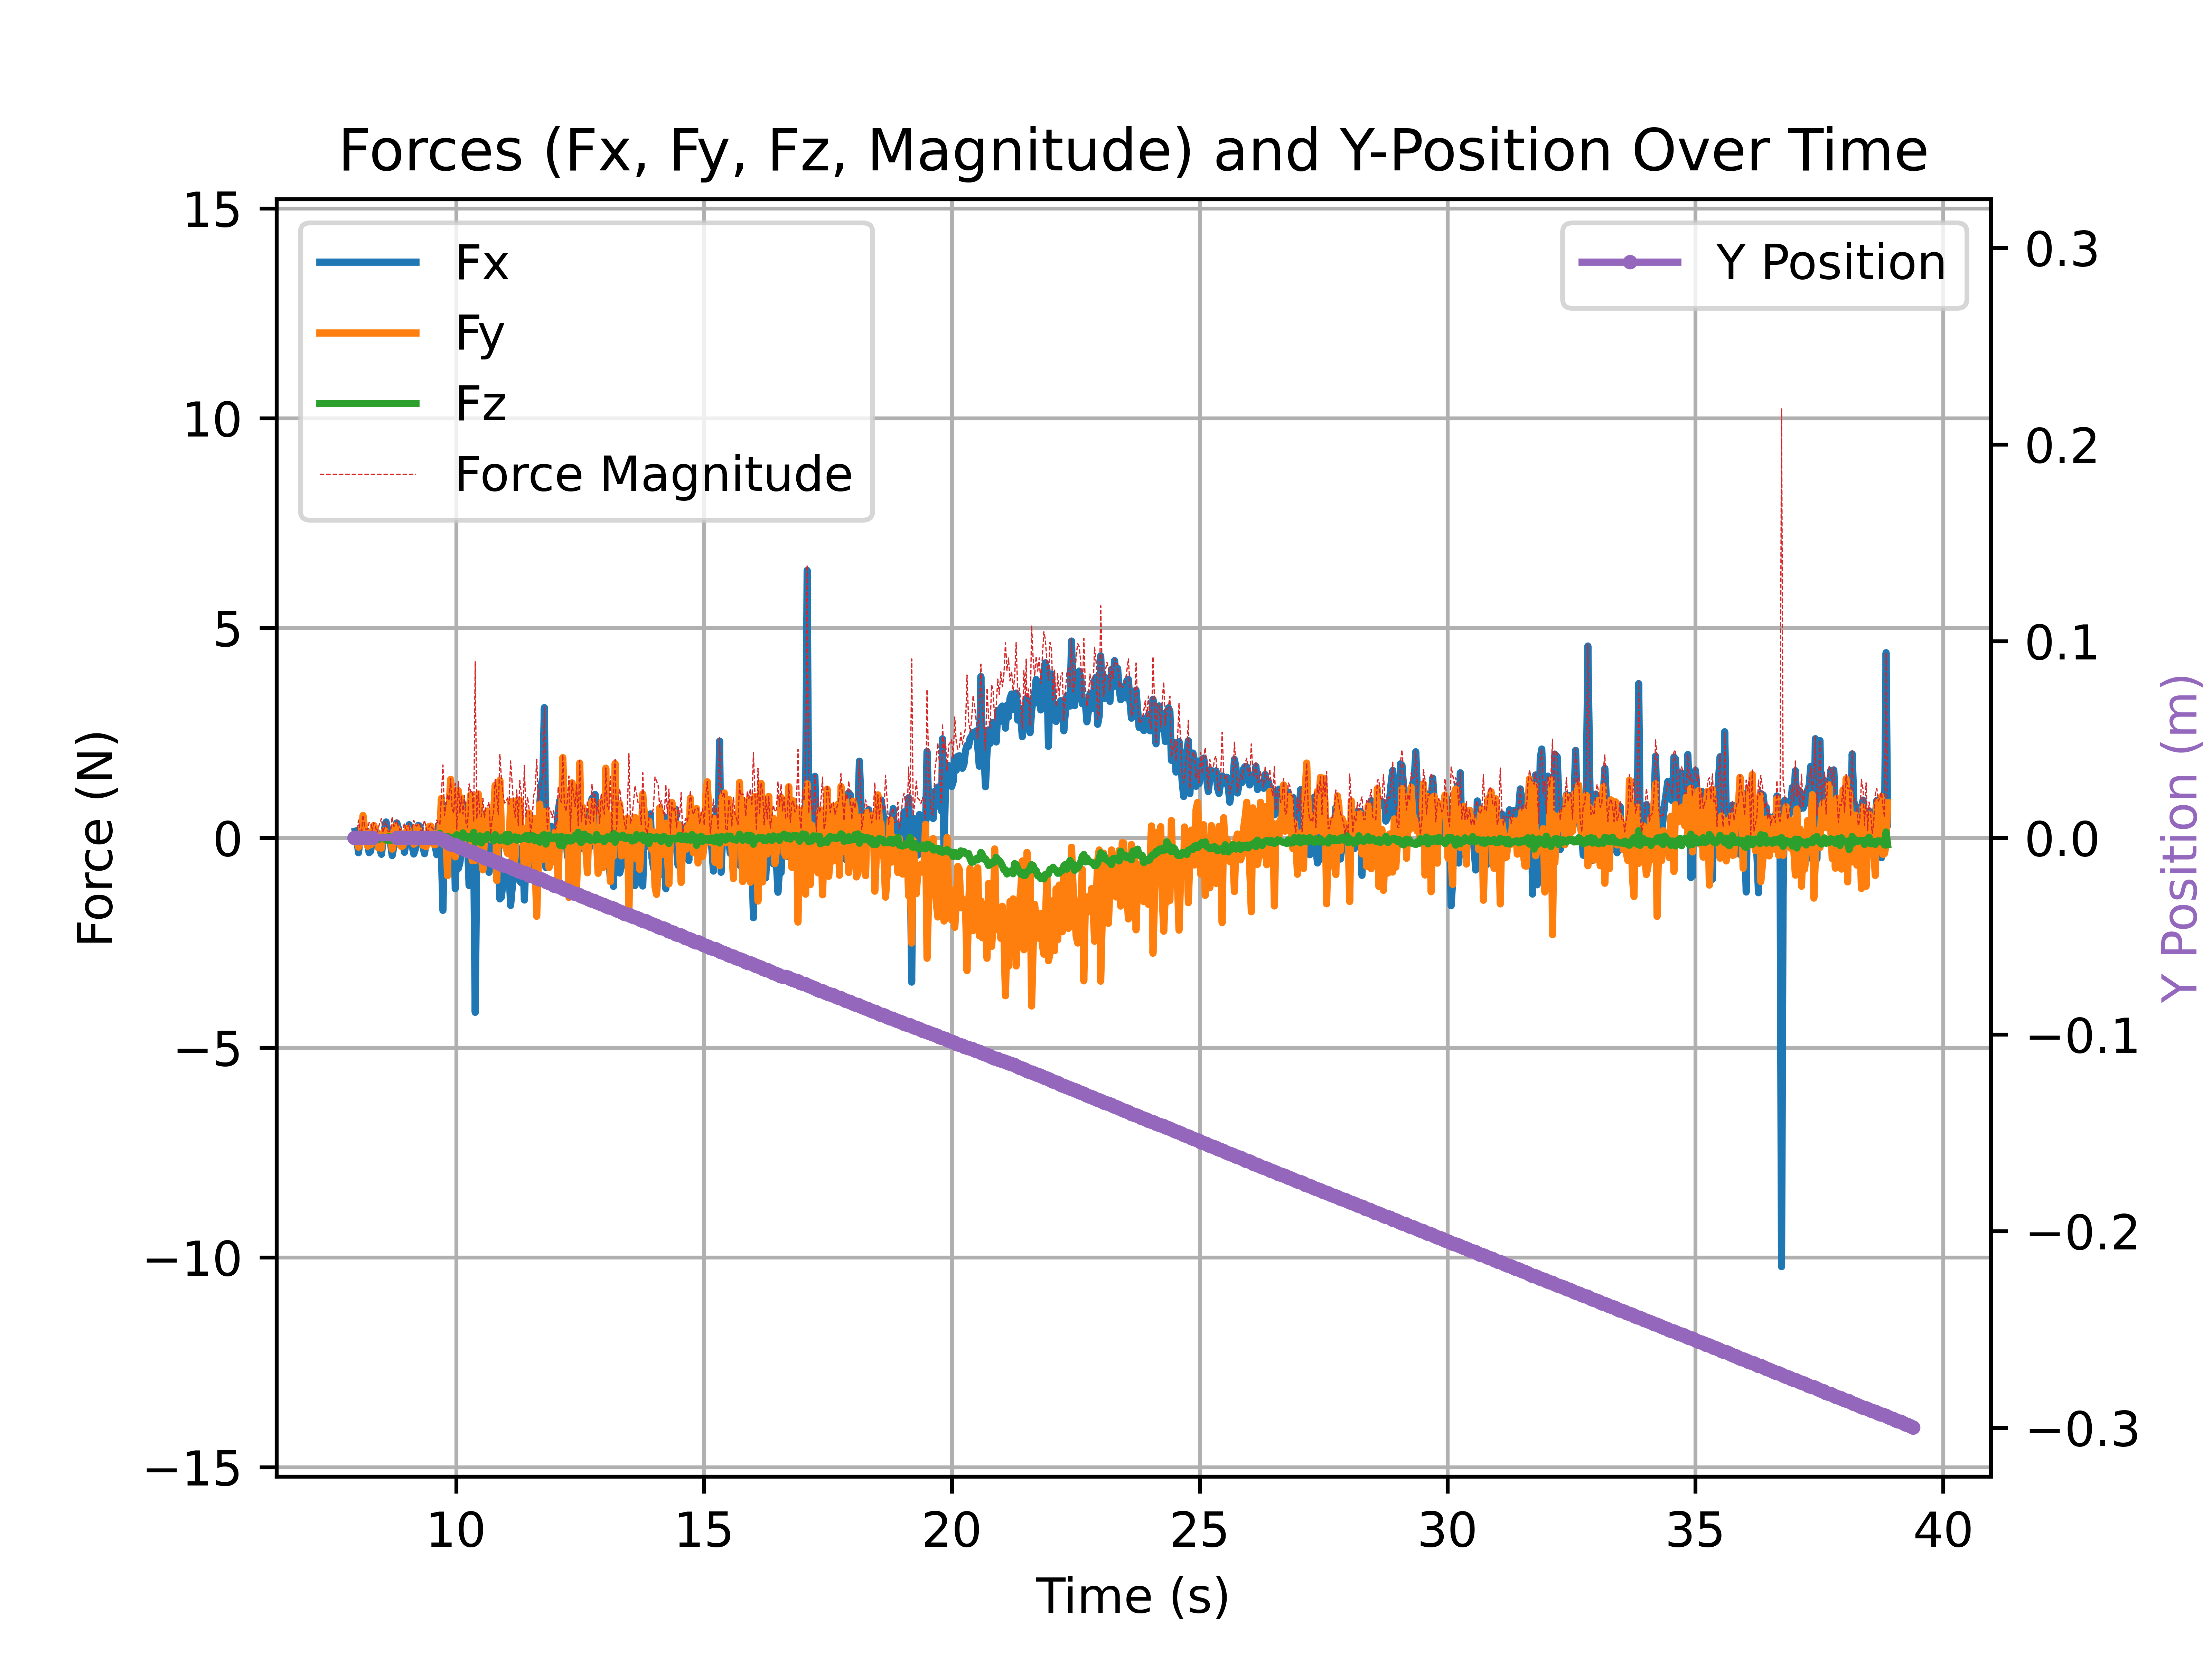 Forces (Fx, Fy, Fz, Magnitude) and Y-Position Over Time
Fx
Fy
Fz
Force Magnitude
Y Position
15
10
5
0
−5
−10
−15
Force (N)
0.3
0.2
0.1
0.0
−0.1
−0.2
−0.3
Y Position (m)
10 15 20 25 30 35 40
Time (s)